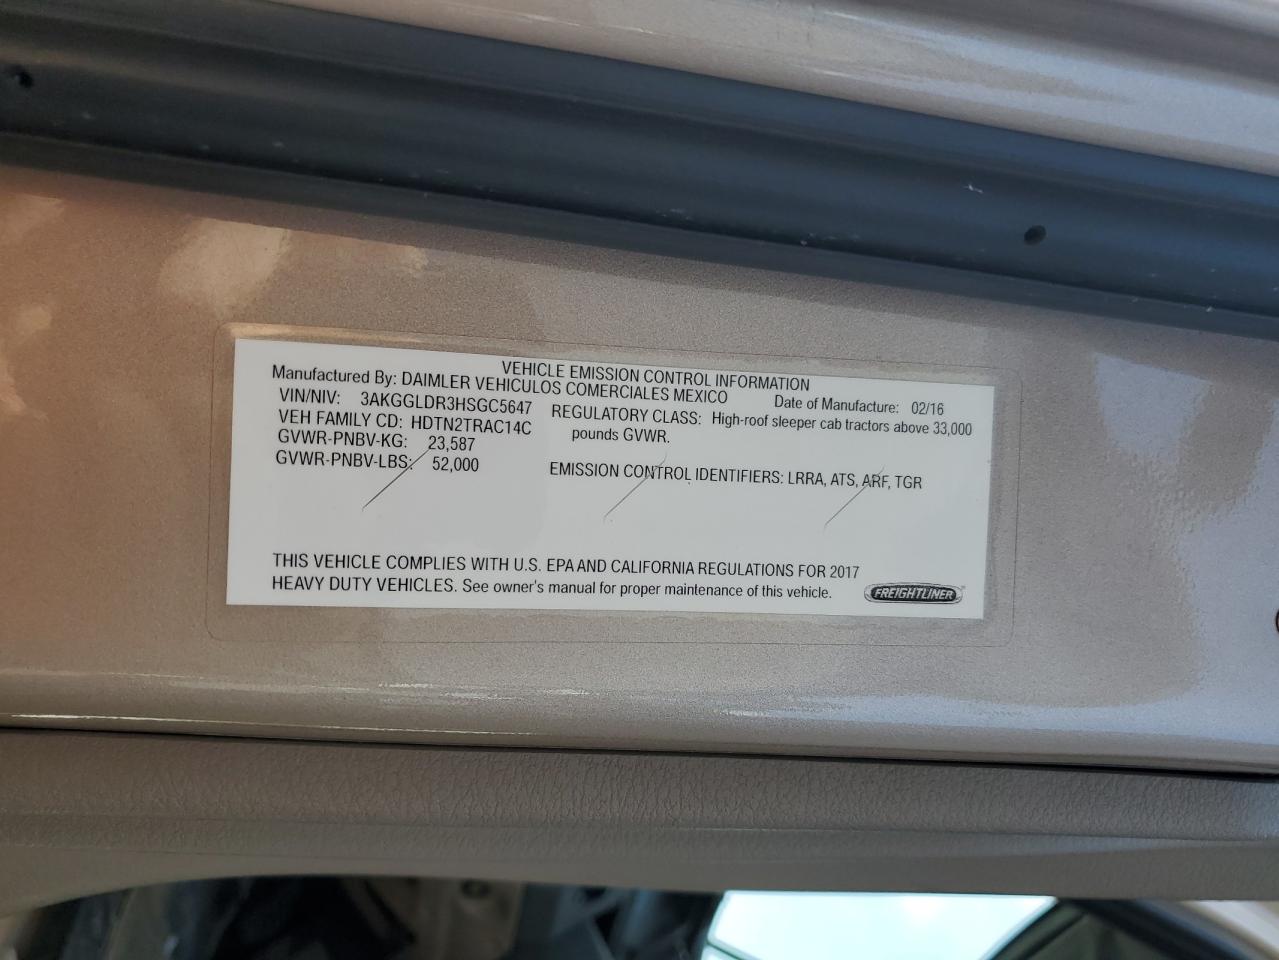 VEHICLE EMISSION CONTROL INFORMATION
Manufactured By: DAIMLER VEHICULOS COMERCIALES MEXICO
Date of Manufacture: 02/16
VIN/NIV: 3AKGGLDR3HSGC5647
VEH FAMILY CD: HDTN2TRAC14C
GVWR-PNBV-KG: 23,587
GVWR-PNBV-LBS: 52,000
REGULATORY CLASS: High-roof sleeper cab tractors above 33,000
pounds GVWR.
EMISSION CONTROL IDENTIFIERS: LRRA, ATS, ARF, TGR
THIS VEHICLE COMPLIES WITH U.S. EPA AND CALIFORNIA REGULATIONS FOR 2017
HEAVY DUTY VEHICLES. See owner's manual for proper maintenance of this vehicle.
FREIGHTLINER